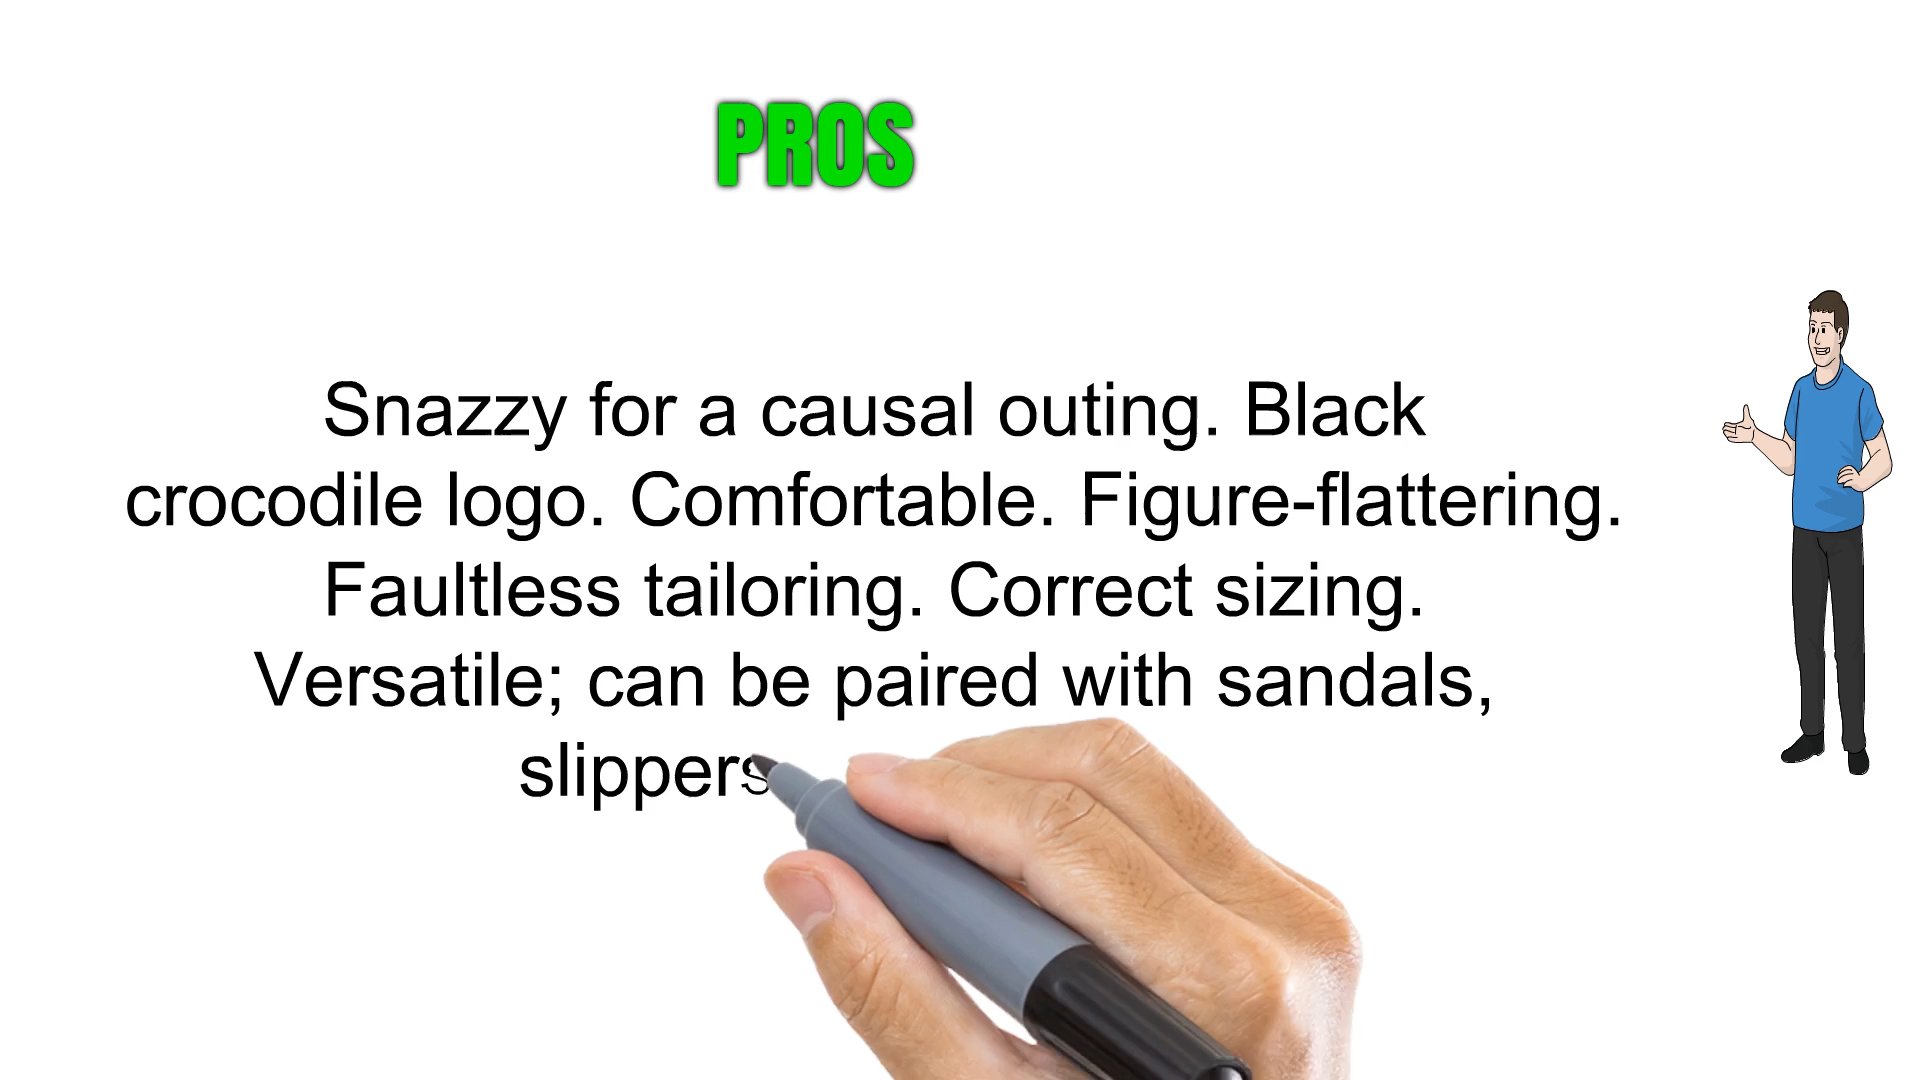 PROS
Snazzy for a causal outing. Black
crocodile logo. Comfortable. Figure-flattering.
Faultless tailoring. Correct sizing.
Versatile; can be paired with sandals,
slippers